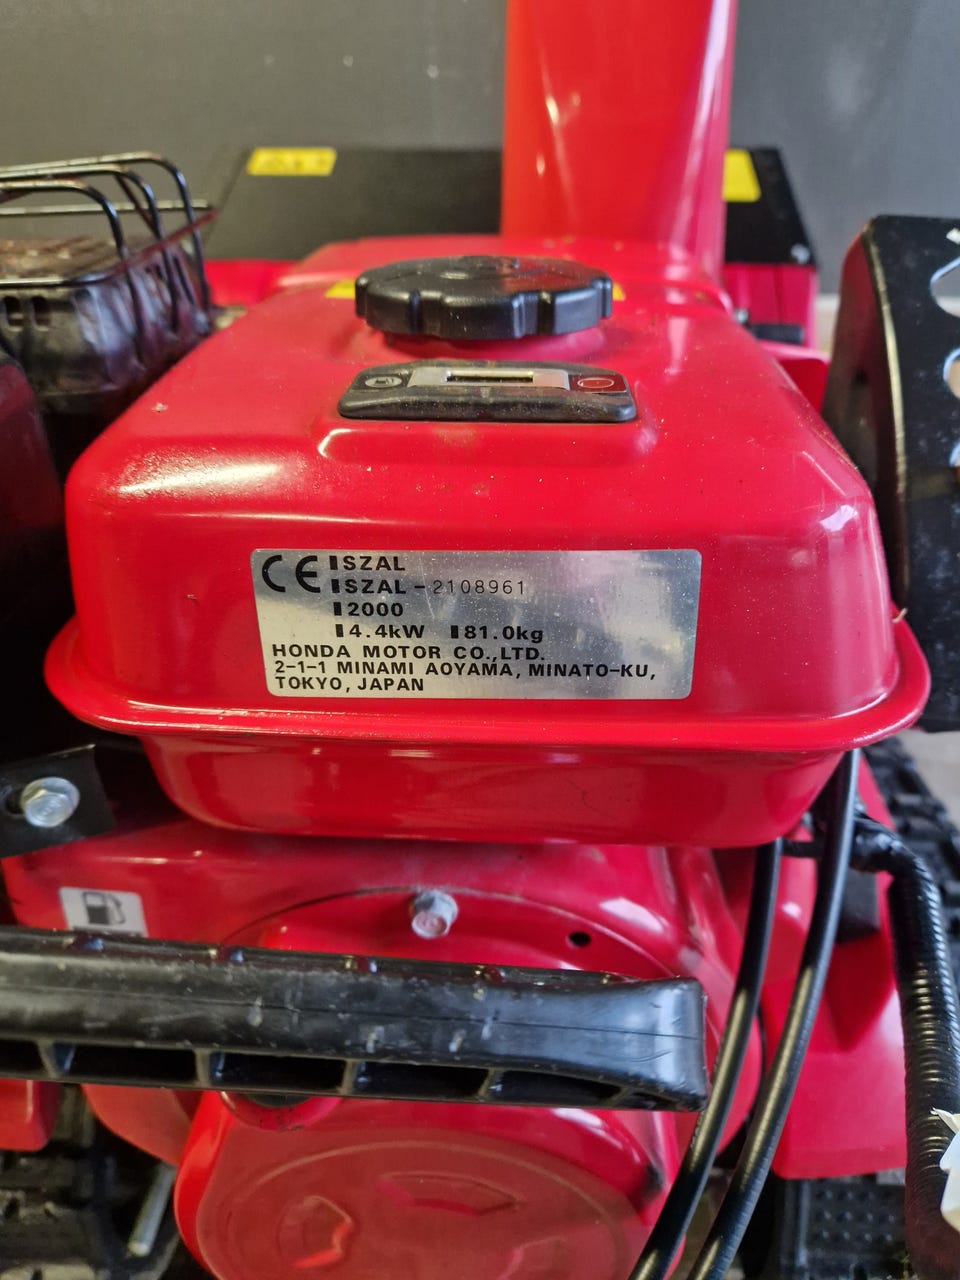 CE SZAL
SZAL-2108961
2000
4.4kW 81.0kg
HONDA MOTOR CO.,LTD.
2-1-1 MINAMI AOYAMA, MINATO-KU,
TOKYO, JAPAN